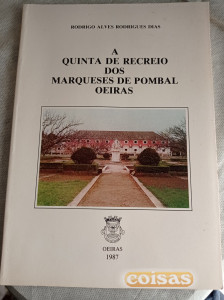 RODRIGO ALVES RODRIGUES DIAS
A
QUINTA DE RECREIO
DOS
MARQUESES DE POMBAL
OEIRAS
OEIRAS
1987
coisas